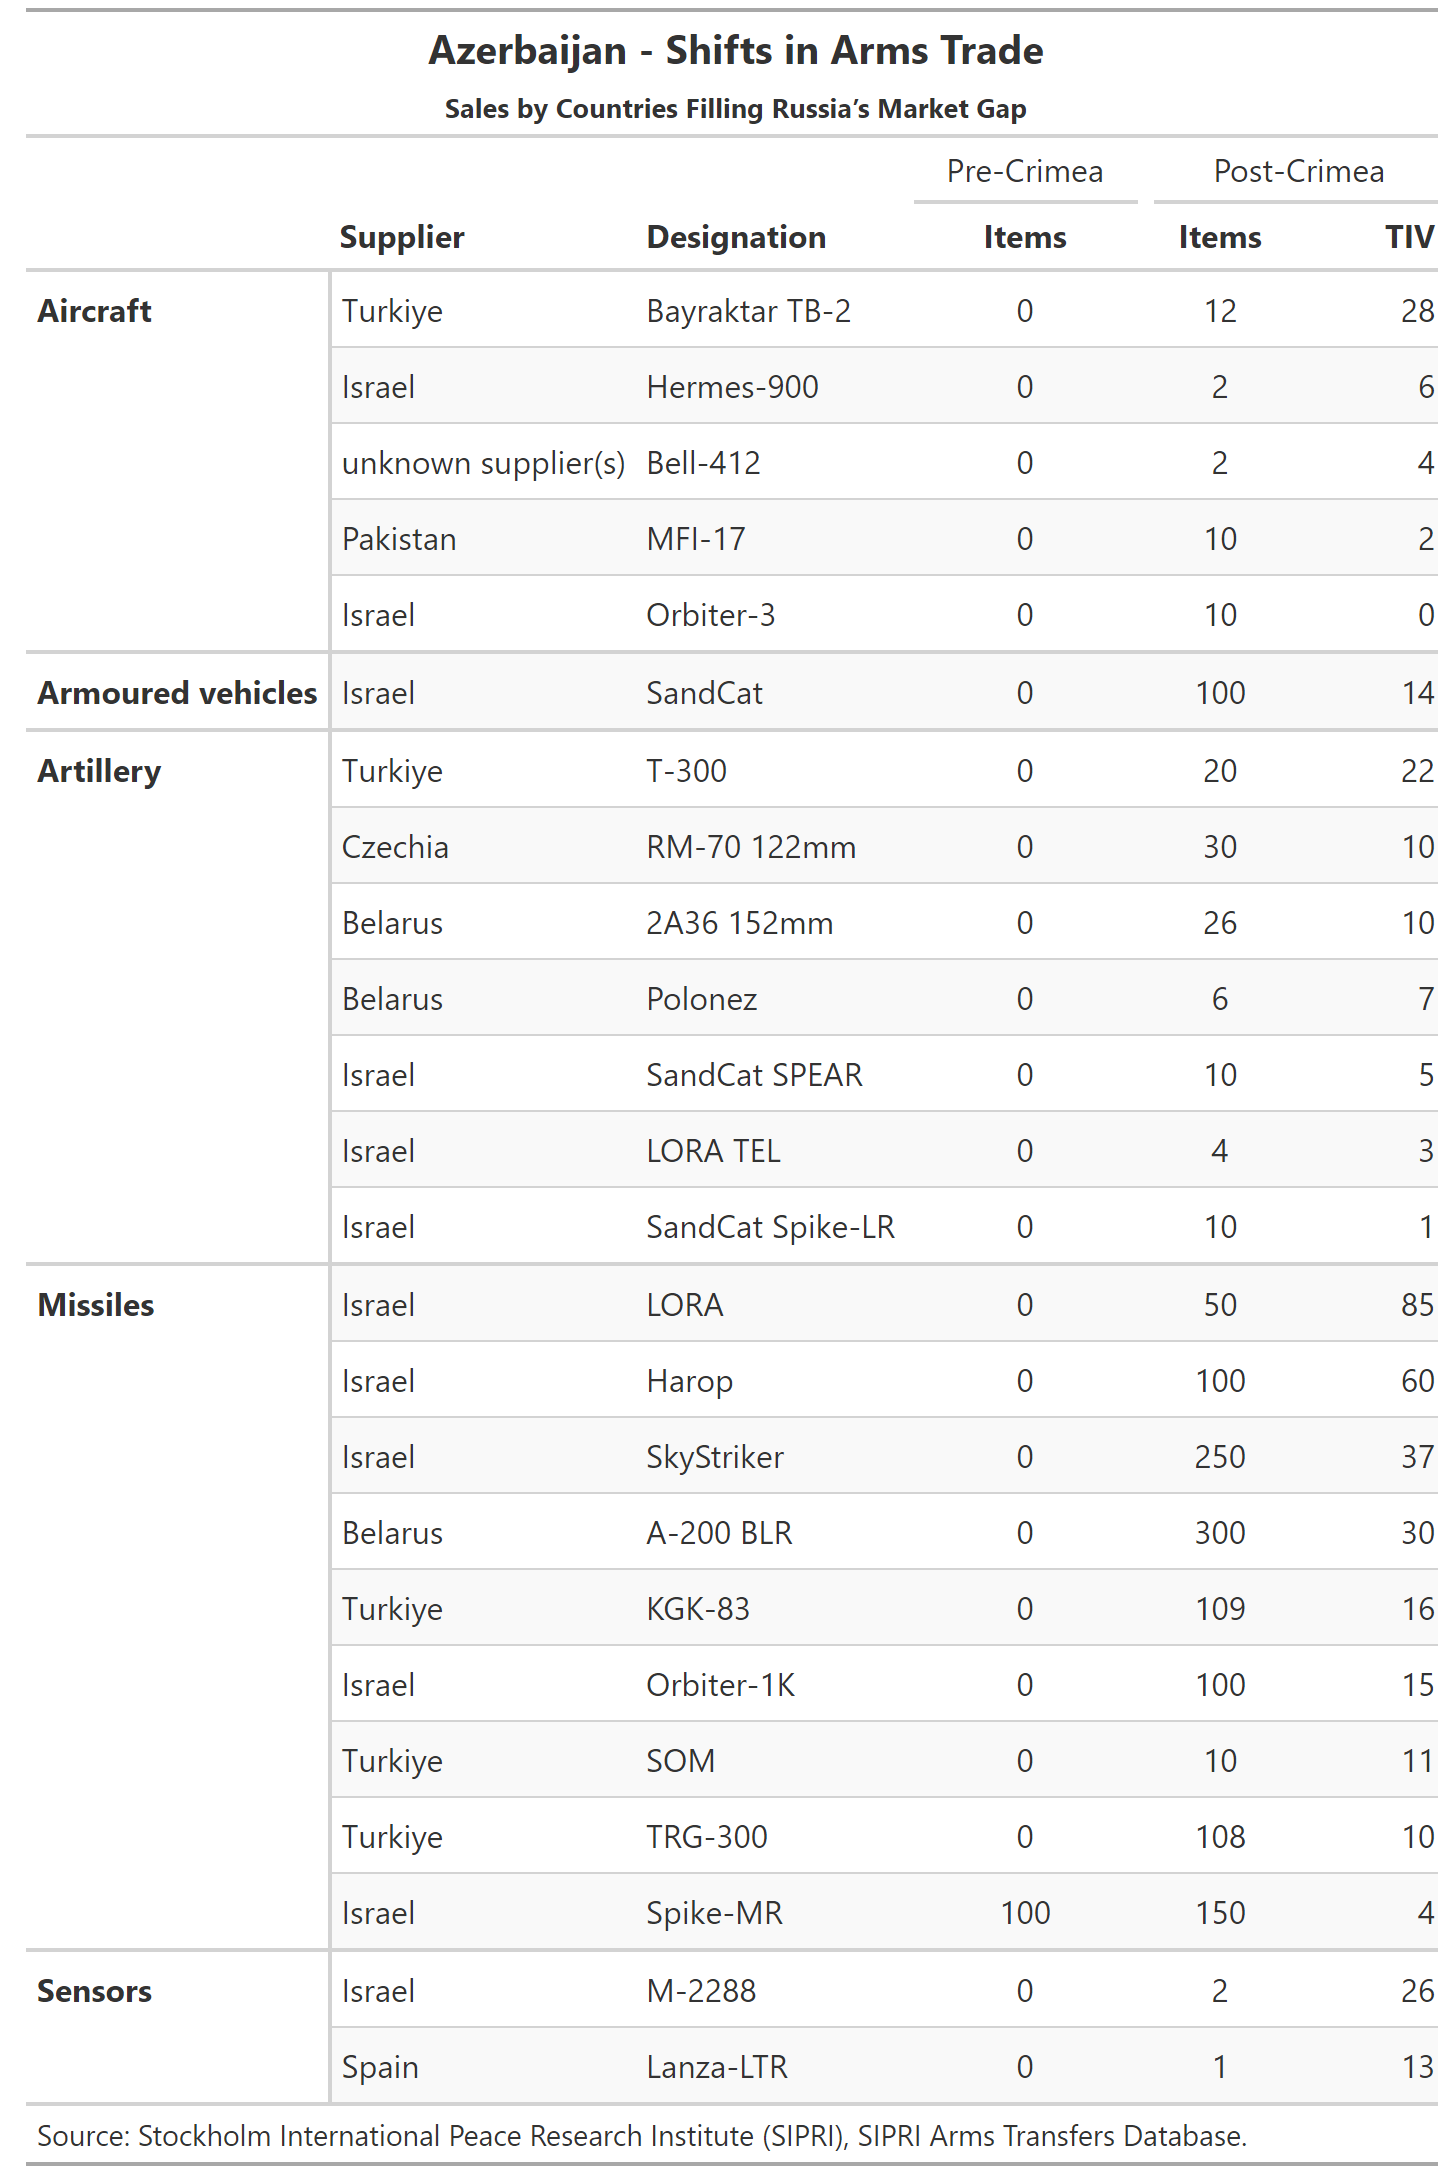 Azerbaijan - Shifts in Arms Trade
Sales by Countries Filling Russia’s Market Gap
Pre-Crimea Post-Crimea
Supplier Designation Items Items TIV
Aircraft Turkiye Bayraktar TB-2 0 12 28
Israel Hermes-900 0 2 6
unknown supplier(s) Bell-412 0 2 4
Pakistan MFI-17 0 10 2
Israel Orbiter-3 0 10 0
Armoured vehicles Israel SandCat 0 100 14
Artillery Turkiye T-300 0 20 22
Czechia RM-70 122mm 0 30 10
Belarus 2A36 152mm 0 26 10
Belarus Polonez 0 6 7
Israel SandCat SPEAR 0 10 5
Israel LORA TEL 0 4 3
Israel SandCat Spike-LR 0 10 1
Missiles Israel LORA 0 50 85
Israel Harop 0 100 60
Israel SkyStriker 0 250 37
Belarus A-200 BLR 0 300 30
Turkiye KGK-83 0 109 16
Israel Orbiter-1K 0 100 15
Turkiye SOM 0 10 11
Turkiye TRG-300 0 108 10
Israel Spike-MR 100 150 4
Sensors Israel M-2288 0 2 26
Spain Lanza-LTR 0 1 13
Source: Stockholm International Peace Research Institute (SIPRI), SIPRI Arms Transfers Database.